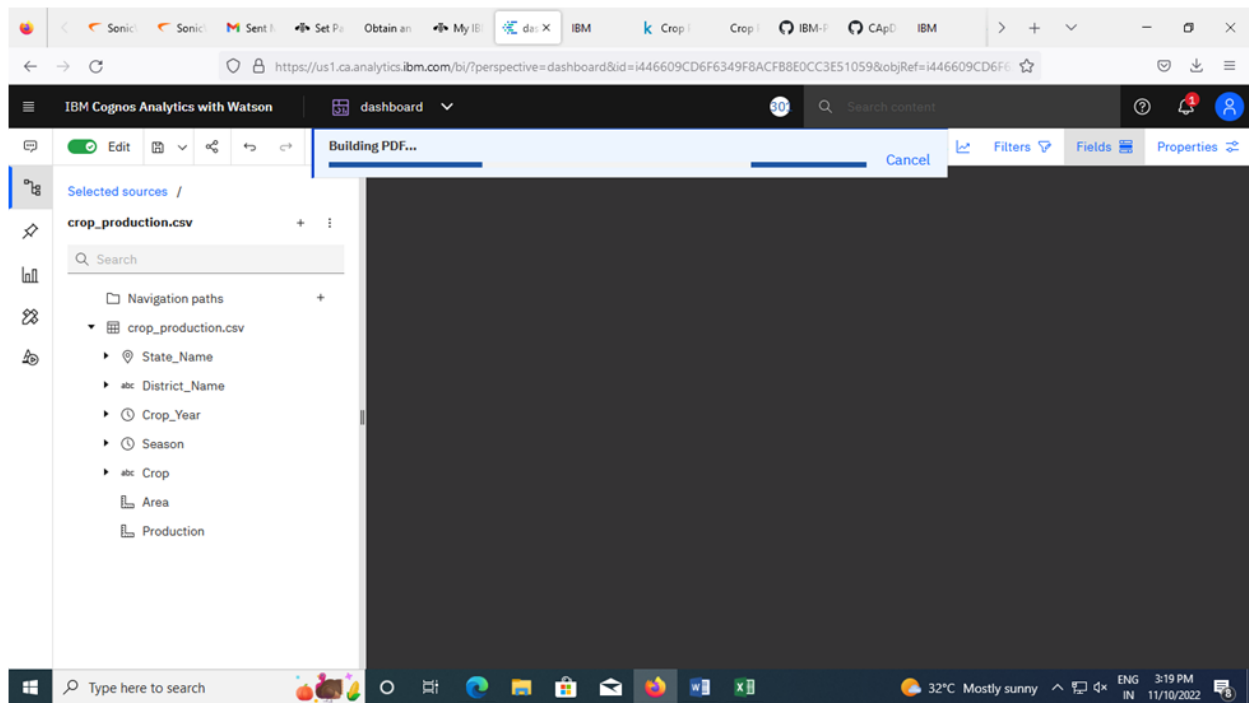 Sonic
Sonic
M Sent
Set Pa
Obtain an
My IB
das
IBM
k Crop
Crop
IBM-P
CApD
IBM
https://us1.ca.analytics.ibm.com/bi/?perspective=dashboard&id=i446609CD6F6349F8ACFB8E0CC3E51059&objRef=i446609CD6F6
IBM Cognos Analytics with Watson
dashboard
301
Search content
1
Edit
Building PDF...
Cancel
Filters
Fields
Properties
Selected sources /
crop_production.csv
Search
Navigation paths
crop_production.csv
State_Name
abc District_Name
Crop_Year
Season
abc Crop
Area
Production
Type here to search
32°C Mostly sunny
ENG
IN
3:19 PM
11/10/2022
8